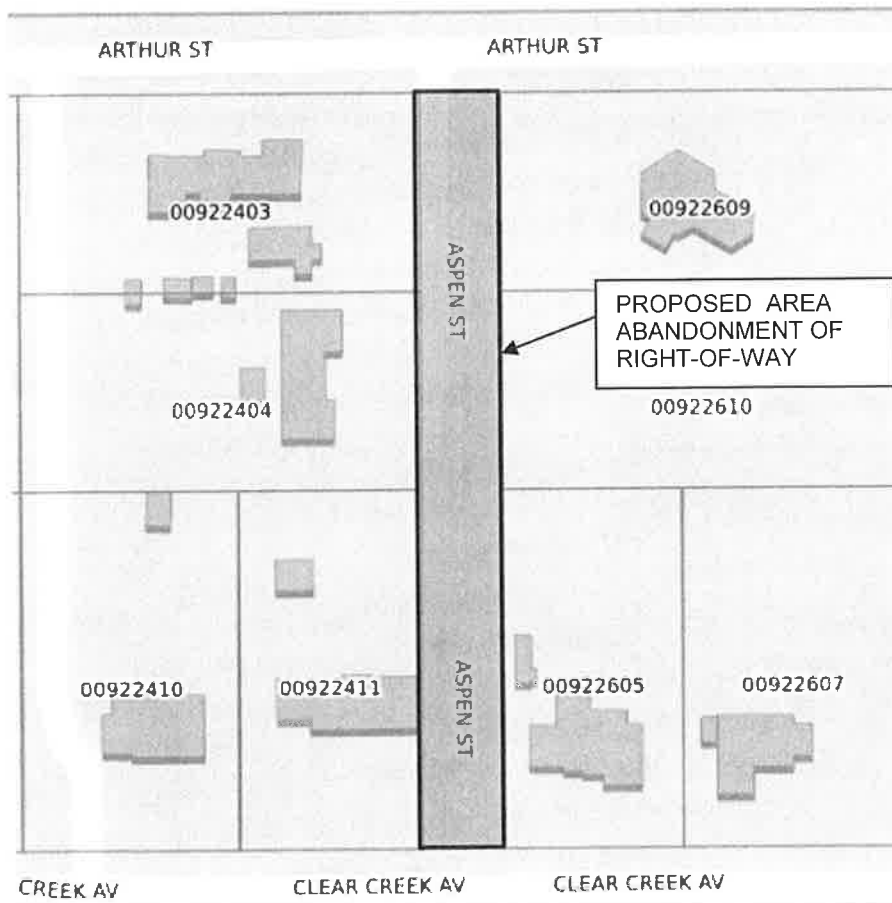 ARTHUR ST
ARTHUR ST
00922403
00922609
ASPEN ST
PROPOSED AREA
ABANDONMENT OF
RIGHT-OF-WAY
00922404
00922610
00922410
00922411
ASPEN ST
00922605
00922607
CREEK AV
CLEAR CREEK AV
CLEAR CREEK AV